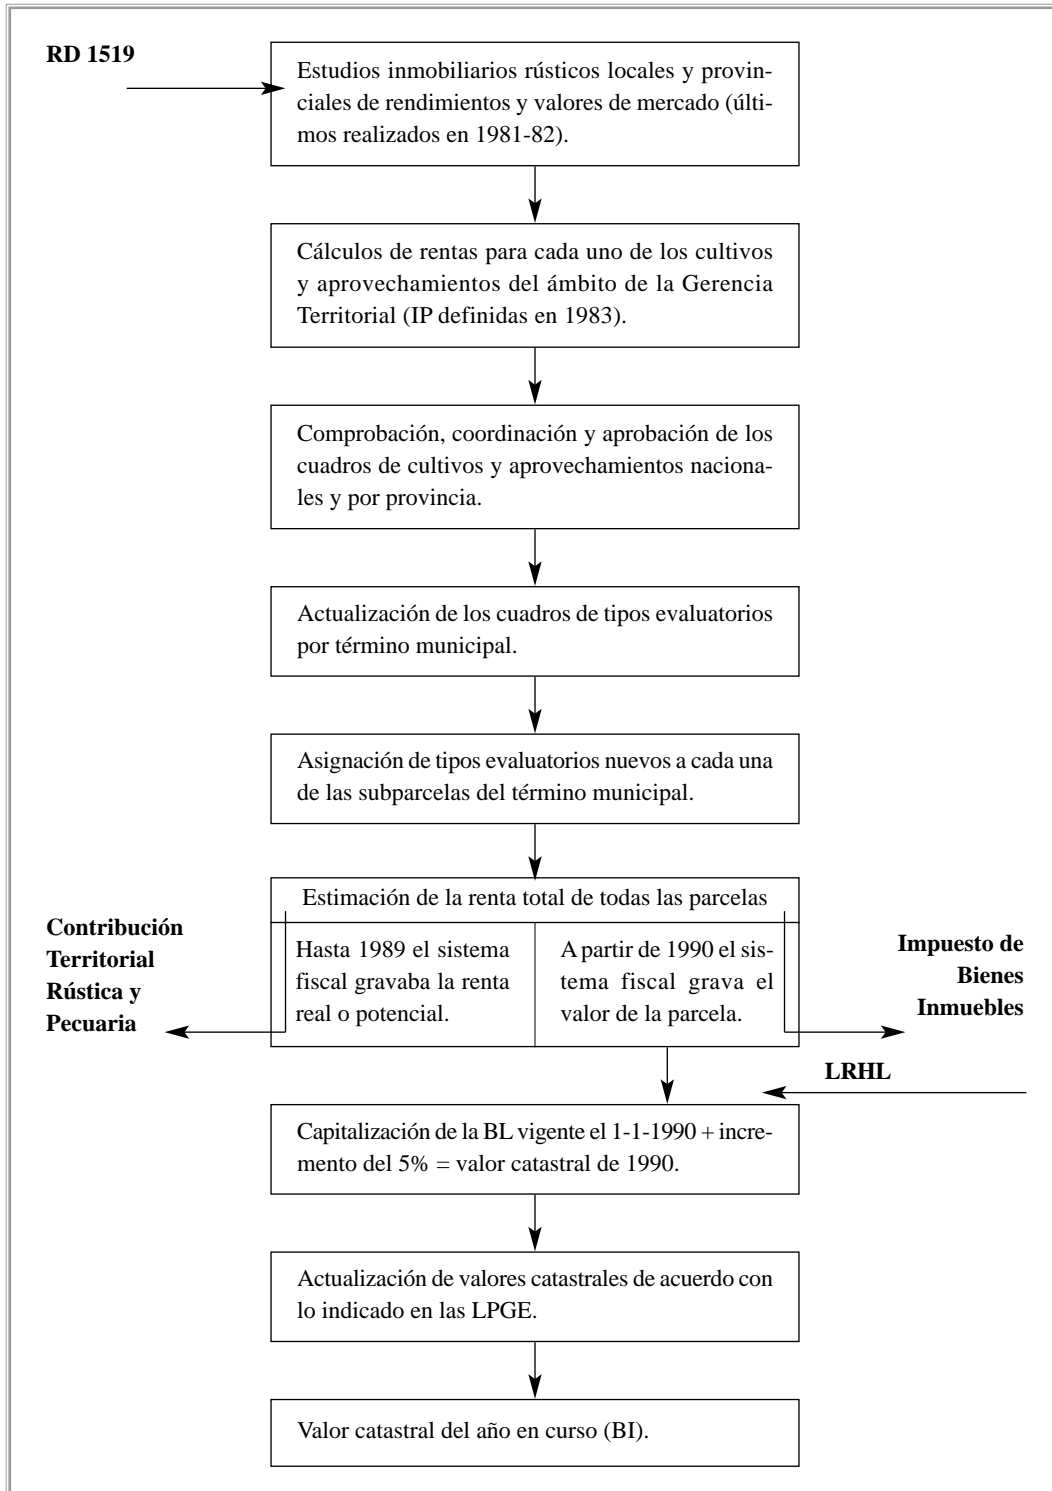 RD 1519
Estudios inmobiliarios rústicos locales y provin-
ciales de rendimientos y valores de mercado (últi-
mos realizados en 1981-82).
Cálculos de rentas para cada uno de los cultivos
y aprovechamientos del ámbito de la Gerencia
Territorial (IP definidas en 1983).
Comprobación, coordinación y aprobación de los
cuadros de cultivos y aprovechamientos naciona-
les y por provincia.
Actualización de los cuadros de tipos evaluatorios
por término municipal.
Asignación de tipos evaluatorios nuevos a cada una
de las subparcelas del término municipal.
Estimación de la renta total de todas las parcelas
Contribución
Territorial
Rústica y
Pecuaria
Hasta 1989 el sistema
fiscal gravaba la renta
real o potencial.
A partir de 1990 el sis-
tema fiscal grava el
valor de la parcela.
Impuesto de
Bienes
Inmuebles
LRHL
Capitalización de la BL vigente el 1-1-1990 + incre-
mento del 5% = valor catastral de 1990.
Actualización de valores catastrales de acuerdo con
lo indicado en las LPGE.
Valor catastral del año en curso (BI).